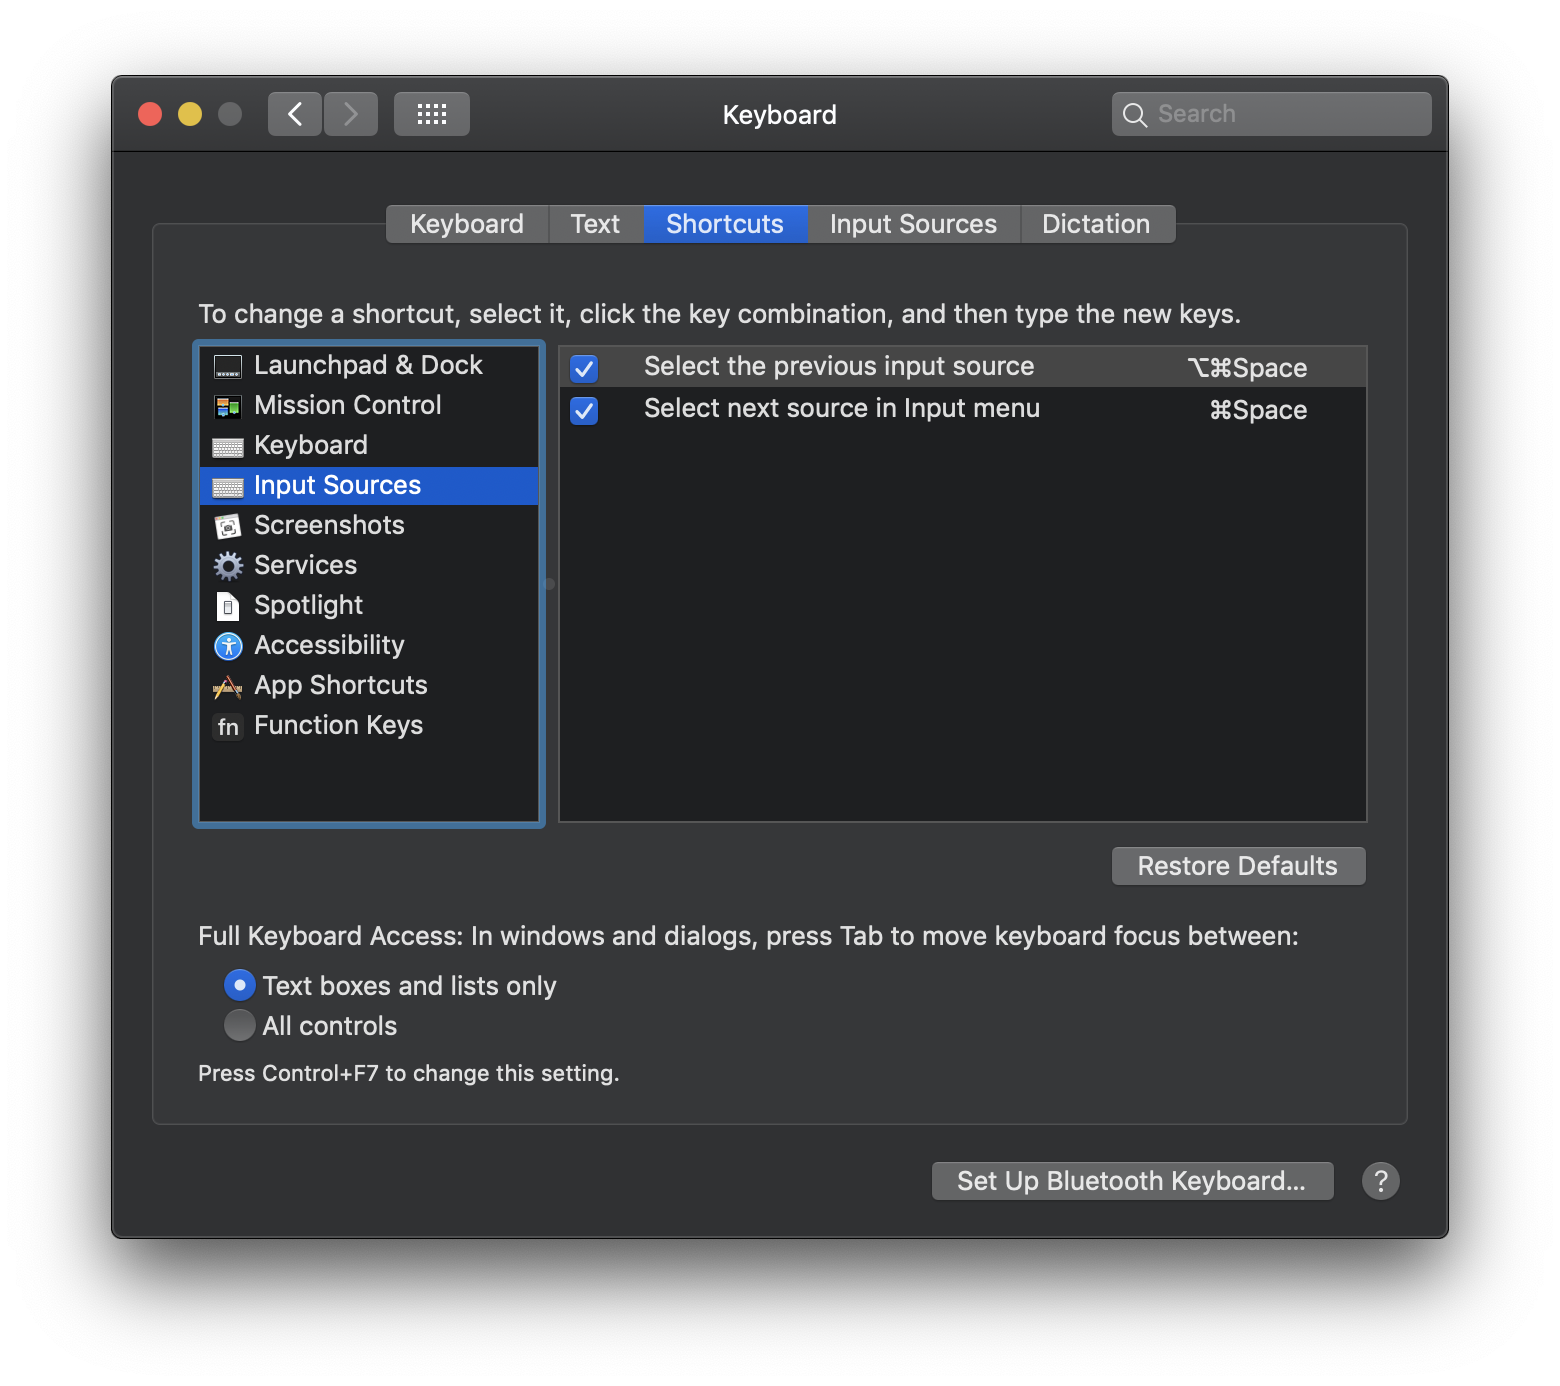 Keyboard
Search
Keyboard Text Shortcuts Input Sources Dictation
To change a shortcut, select it, click the key combination, and then type the new keys.
Launchpad & Dock
Mission Control
Keyboard
Input Sources
Screenshots
Services
Spotlight
Accessibility
App Shortcuts
fn Function Keys
Select the previous input source ⌥⌘Space
Select next source in Input menu ⌘Space
Restore Defaults
Full Keyboard Access: In windows and dialogs, press Tab to move keyboard focus between:
Text boxes and lists only
All controls
Press Control+F7 to change this setting.
Set Up Bluetooth Keyboard... ?